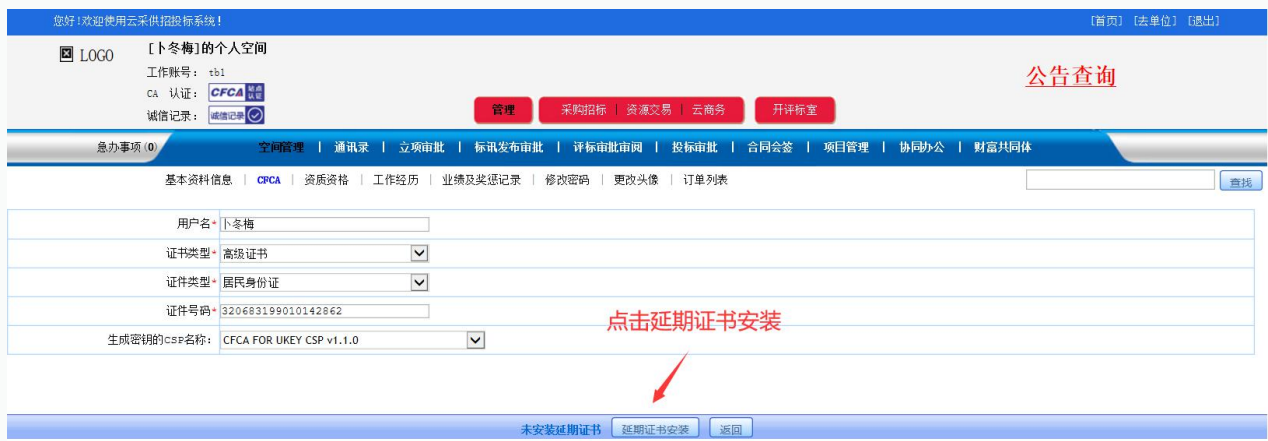 您好!欢迎使用云采供招投标系统! [首页] [去单位] [退出]
LOGO
[卜冬梅]的个人空间
工作账号: tb1
CA 认证: CFCA 站点认证
诚信记录: 诚信记录
公告查询
管理 采购招标 | 资源交易 | 云商务 开评标室
急办事项(0) 空间管理 | 通讯录 | 立项审批 | 标讯发布审批 | 评标审批审阅 | 投标审批 | 合同会签 | 项目管理 | 协同办公 | 财富共同体
基本资料信息 | CFCA | 资质资格 | 工作经历 | 业绩及奖惩记录 | 修改密码 | 更改头像 | 订单列表 查找
用户名* 卜冬梅
证书类型* 高级证书
证件类型* 居民身份证
证件号码* 320683199010142862
生成密钥的CSP名称: CFCA FOR UKEY CSP v1.1.0
点击延期证书安装
未安装延期证书 延期证书安装 返回